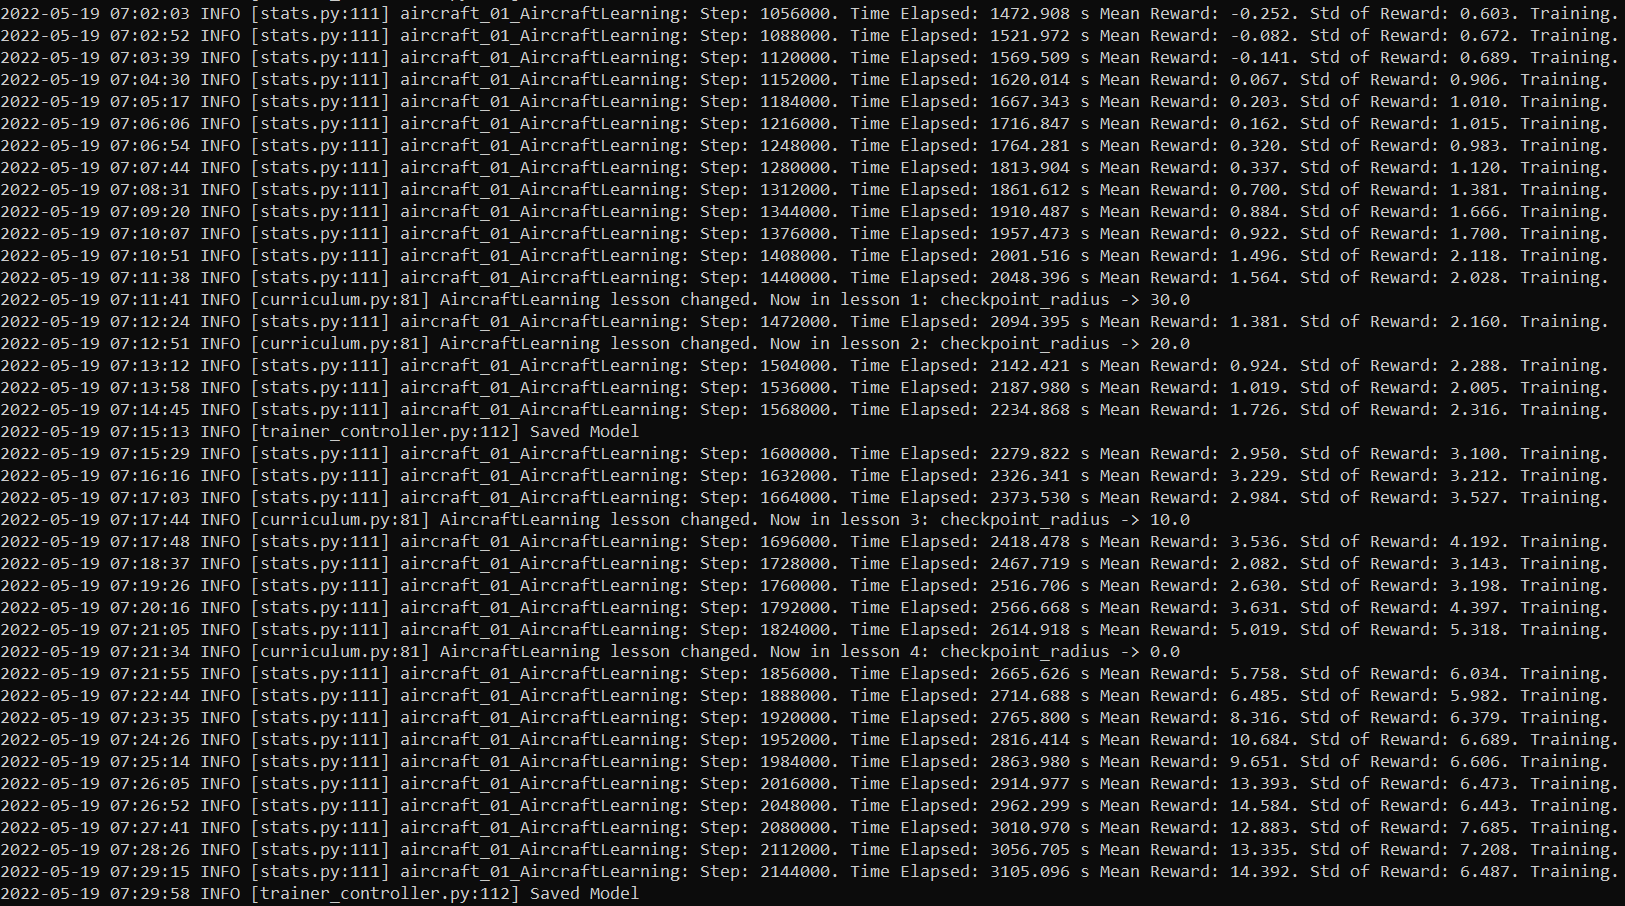 2022-05-19 07:02:03 INFO [stats.py:111] aircraft_01_AircraftLearning: Step: 1056000. Time Elapsed: 1472.908 s Mean Reward: -0.252. Std of Reward: 0.603. Training.
2022-05-19 07:02:52 INFO [stats.py:111] aircraft_01_AircraftLearning: Step: 1088000. Time Elapsed: 1521.972 s Mean Reward: -0.082. Std of Reward: 0.672. Training.
2022-05-19 07:03:39 INFO [stats.py:111] aircraft_01_AircraftLearning: Step: 1120000. Time Elapsed: 1569.509 s Mean Reward: -0.141. Std of Reward: 0.689. Training.
2022-05-19 07:04:30 INFO [stats.py:111] aircraft_01_AircraftLearning: Step: 1152000. Time Elapsed: 1620.014 s Mean Reward: 0.067. Std of Reward: 0.906. Training.
2022-05-19 07:05:17 INFO [stats.py:111] aircraft_01_AircraftLearning: Step: 1184000. Time Elapsed: 1667.343 s Mean Reward: 0.203. Std of Reward: 1.010. Training.
2022-05-19 07:06:06 INFO [stats.py:111] aircraft_01_AircraftLearning: Step: 1216000. Time Elapsed: 1716.847 s Mean Reward: 0.162. Std of Reward: 1.015. Training.
2022-05-19 07:06:54 INFO [stats.py:111] aircraft_01_AircraftLearning: Step: 1248000. Time Elapsed: 1764.281 s Mean Reward: 0.320. Std of Reward: 0.983. Training.
2022-05-19 07:07:44 INFO [stats.py:111] aircraft_01_AircraftLearning: Step: 1280000. Time Elapsed: 1813.904 s Mean Reward: 0.337. Std of Reward: 1.120. Training.
2022-05-19 07:08:31 INFO [stats.py:111] aircraft_01_AircraftLearning: Step: 1312000. Time Elapsed: 1861.612 s Mean Reward: 0.700. Std of Reward: 1.381. Training.
2022-05-19 07:09:20 INFO [stats.py:111] aircraft_01_AircraftLearning: Step: 1344000. Time Elapsed: 1910.487 s Mean Reward: 0.884. Std of Reward: 1.666. Training.
2022-05-19 07:10:07 INFO [stats.py:111] aircraft_01_AircraftLearning: Step: 1376000. Time Elapsed: 1957.473 s Mean Reward: 0.922. Std of Reward: 1.700. Training.
2022-05-19 07:10:51 INFO [stats.py:111] aircraft_01_AircraftLearning: Step: 1408000. Time Elapsed: 2001.516 s Mean Reward: 1.496. Std of Reward: 2.118. Training.
2022-05-19 07:11:38 INFO [stats.py:111] aircraft_01_AircraftLearning: Step: 1440000. Time Elapsed: 2048.396 s Mean Reward: 1.564. Std of Reward: 2.028. Training.
2022-05-19 07:11:41 INFO [curriculum.py:81] AircraftLearning lesson changed. Now in lesson 1: checkpoint_radius -> 30.0
2022-05-19 07:12:24 INFO [stats.py:111] aircraft_01_AircraftLearning: Step: 1472000. Time Elapsed: 2094.395 s Mean Reward: 1.381. Std of Reward: 2.160. Training.
2022-05-19 07:12:51 INFO [curriculum.py:81] AircraftLearning lesson changed. Now in lesson 2: checkpoint_radius -> 20.0
2022-05-19 07:13:12 INFO [stats.py:111] aircraft_01_AircraftLearning: Step: 1504000. Time Elapsed: 2142.421 s Mean Reward: 0.924. Std of Reward: 2.288. Training.
2022-05-19 07:13:58 INFO [stats.py:111] aircraft_01_AircraftLearning: Step: 1536000. Time Elapsed: 2187.980 s Mean Reward: 1.019. Std of Reward: 2.005. Training.
2022-05-19 07:14:45 INFO [stats.py:111] aircraft_01_AircraftLearning: Step: 1568000. Time Elapsed: 2234.868 s Mean Reward: 1.726. Std of Reward: 2.316. Training.
2022-05-19 07:15:13 INFO [trainer_controller.py:112] Saved Model
2022-05-19 07:15:29 INFO [stats.py:111] aircraft_01_AircraftLearning: Step: 1600000. Time Elapsed: 2279.822 s Mean Reward: 2.950. Std of Reward: 3.100. Training.
2022-05-19 07:16:16 INFO [stats.py:111] aircraft_01_AircraftLearning: Step: 1632000. Time Elapsed: 2326.341 s Mean Reward: 3.229. Std of Reward: 3.212. Training.
2022-05-19 07:17:03 INFO [stats.py:111] aircraft_01_AircraftLearning: Step: 1664000. Time Elapsed: 2373.530 s Mean Reward: 2.984. Std of Reward: 3.527. Training.
2022-05-19 07:17:44 INFO [curriculum.py:81] AircraftLearning lesson changed. Now in lesson 3: checkpoint_radius -> 10.0
2022-05-19 07:17:48 INFO [stats.py:111] aircraft_01_AircraftLearning: Step: 1696000. Time Elapsed: 2418.478 s Mean Reward: 3.536. Std of Reward: 4.192. Training.
2022-05-19 07:18:37 INFO [stats.py:111] aircraft_01_AircraftLearning: Step: 1728000. Time Elapsed: 2467.719 s Mean Reward: 2.082. Std of Reward: 3.143. Training.
2022-05-19 07:19:26 INFO [stats.py:111] aircraft_01_AircraftLearning: Step: 1760000. Time Elapsed: 2516.706 s Mean Reward: 2.630. Std of Reward: 3.198. Training.
2022-05-19 07:20:16 INFO [stats.py:111] aircraft_01_AircraftLearning: Step: 1792000. Time Elapsed: 2566.668 s Mean Reward: 3.631. Std of Reward: 4.397. Training.
2022-05-19 07:21:05 INFO [stats.py:111] aircraft_01_AircraftLearning: Step: 1824000. Time Elapsed: 2614.918 s Mean Reward: 5.019. Std of Reward: 5.318. Training.
2022-05-19 07:21:34 INFO [curriculum.py:81] AircraftLearning lesson changed. Now in lesson 4: checkpoint_radius -> 0.0
2022-05-19 07:21:55 INFO [stats.py:111] aircraft_01_AircraftLearning: Step: 1856000. Time Elapsed: 2665.626 s Mean Reward: 5.758. Std of Reward: 6.034. Training.
2022-05-19 07:22:44 INFO [stats.py:111] aircraft_01_AircraftLearning: Step: 1888000. Time Elapsed: 2714.688 s Mean Reward: 6.485. Std of Reward: 5.982. Training.
2022-05-19 07:23:35 INFO [stats.py:111] aircraft_01_AircraftLearning: Step: 1920000. Time Elapsed: 2765.800 s Mean Reward: 8.316. Std of Reward: 6.379. Training.
2022-05-19 07:24:26 INFO [stats.py:111] aircraft_01_AircraftLearning: Step: 1952000. Time Elapsed: 2816.414 s Mean Reward: 10.684. Std of Reward: 6.689. Training.
2022-05-19 07:25:14 INFO [stats.py:111] aircraft_01_AircraftLearning: Step: 1984000. Time Elapsed: 2863.980 s Mean Reward: 9.651. Std of Reward: 6.606. Training.
2022-05-19 07:26:05 INFO [stats.py:111] aircraft_01_AircraftLearning: Step: 2016000. Time Elapsed: 2914.977 s Mean Reward: 13.393. Std of Reward: 6.473. Training.
2022-05-19 07:26:52 INFO [stats.py:111] aircraft_01_AircraftLearning: Step: 2048000. Time Elapsed: 2962.299 s Mean Reward: 14.584. Std of Reward: 6.443. Training.
2022-05-19 07:27:41 INFO [stats.py:111] aircraft_01_AircraftLearning: Step: 2080000. Time Elapsed: 3010.970 s Mean Reward: 12.883. Std of Reward: 7.685. Training.
2022-05-19 07:28:26 INFO [stats.py:111] aircraft_01_AircraftLearning: Step: 2112000. Time Elapsed: 3056.705 s Mean Reward: 13.335. Std of Reward: 7.208. Training.
2022-05-19 07:29:15 INFO [stats.py:111] aircraft_01_AircraftLearning: Step: 2144000. Time Elapsed: 3105.096 s Mean Reward: 14.392. Std of Reward: 6.487. Training.
2022-05-19 07:29:58 INFO [trainer_controller.py:112] Saved Model